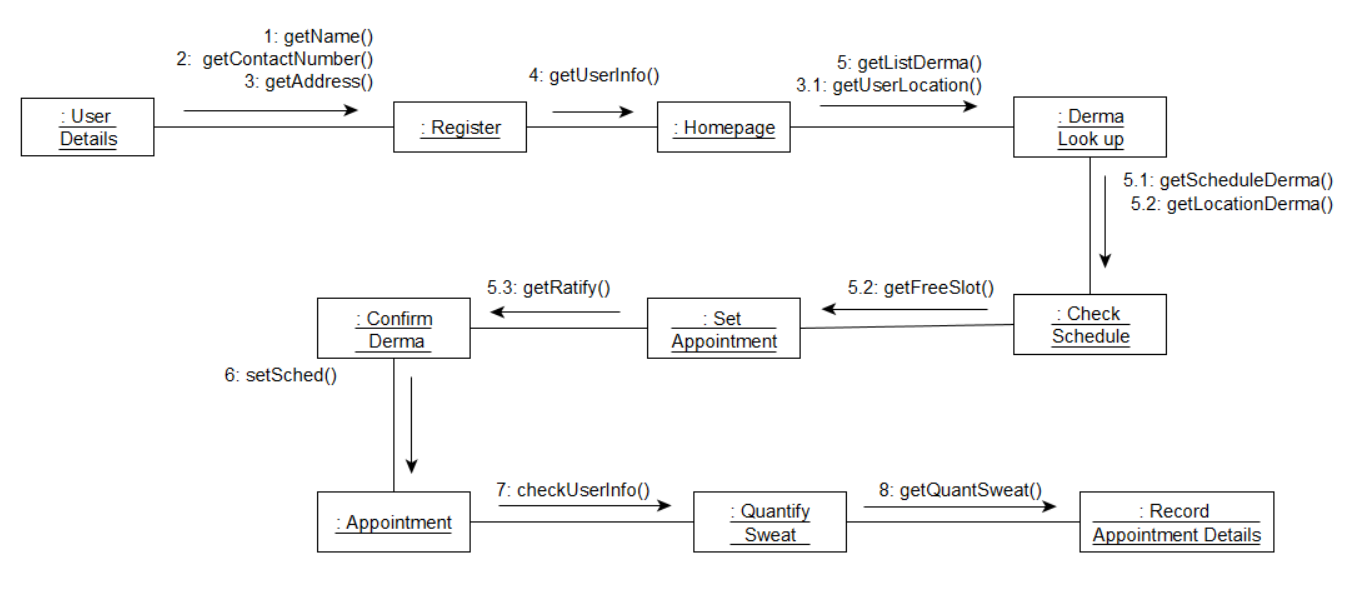 1: getName()
2: getContactNumber()
3: getAddress()
4: getUserInfo()
5: getListDerma()
3.1: getUserLocation()
: User
Details
: Register
: Homepage
: Derma
Look up
5.1: getScheduleDerma()
5.2: getLocationDerma()
5.3: getRatify()
5.2: getFreeSlot()
: Confirm
Derma
: Set
Appointment
: Check
Schedule
6: setSched()
7: checkUserInfo()
8: getQuantSweat()
: Appointment
: Quantify
Sweat
: Record
Appointment Details